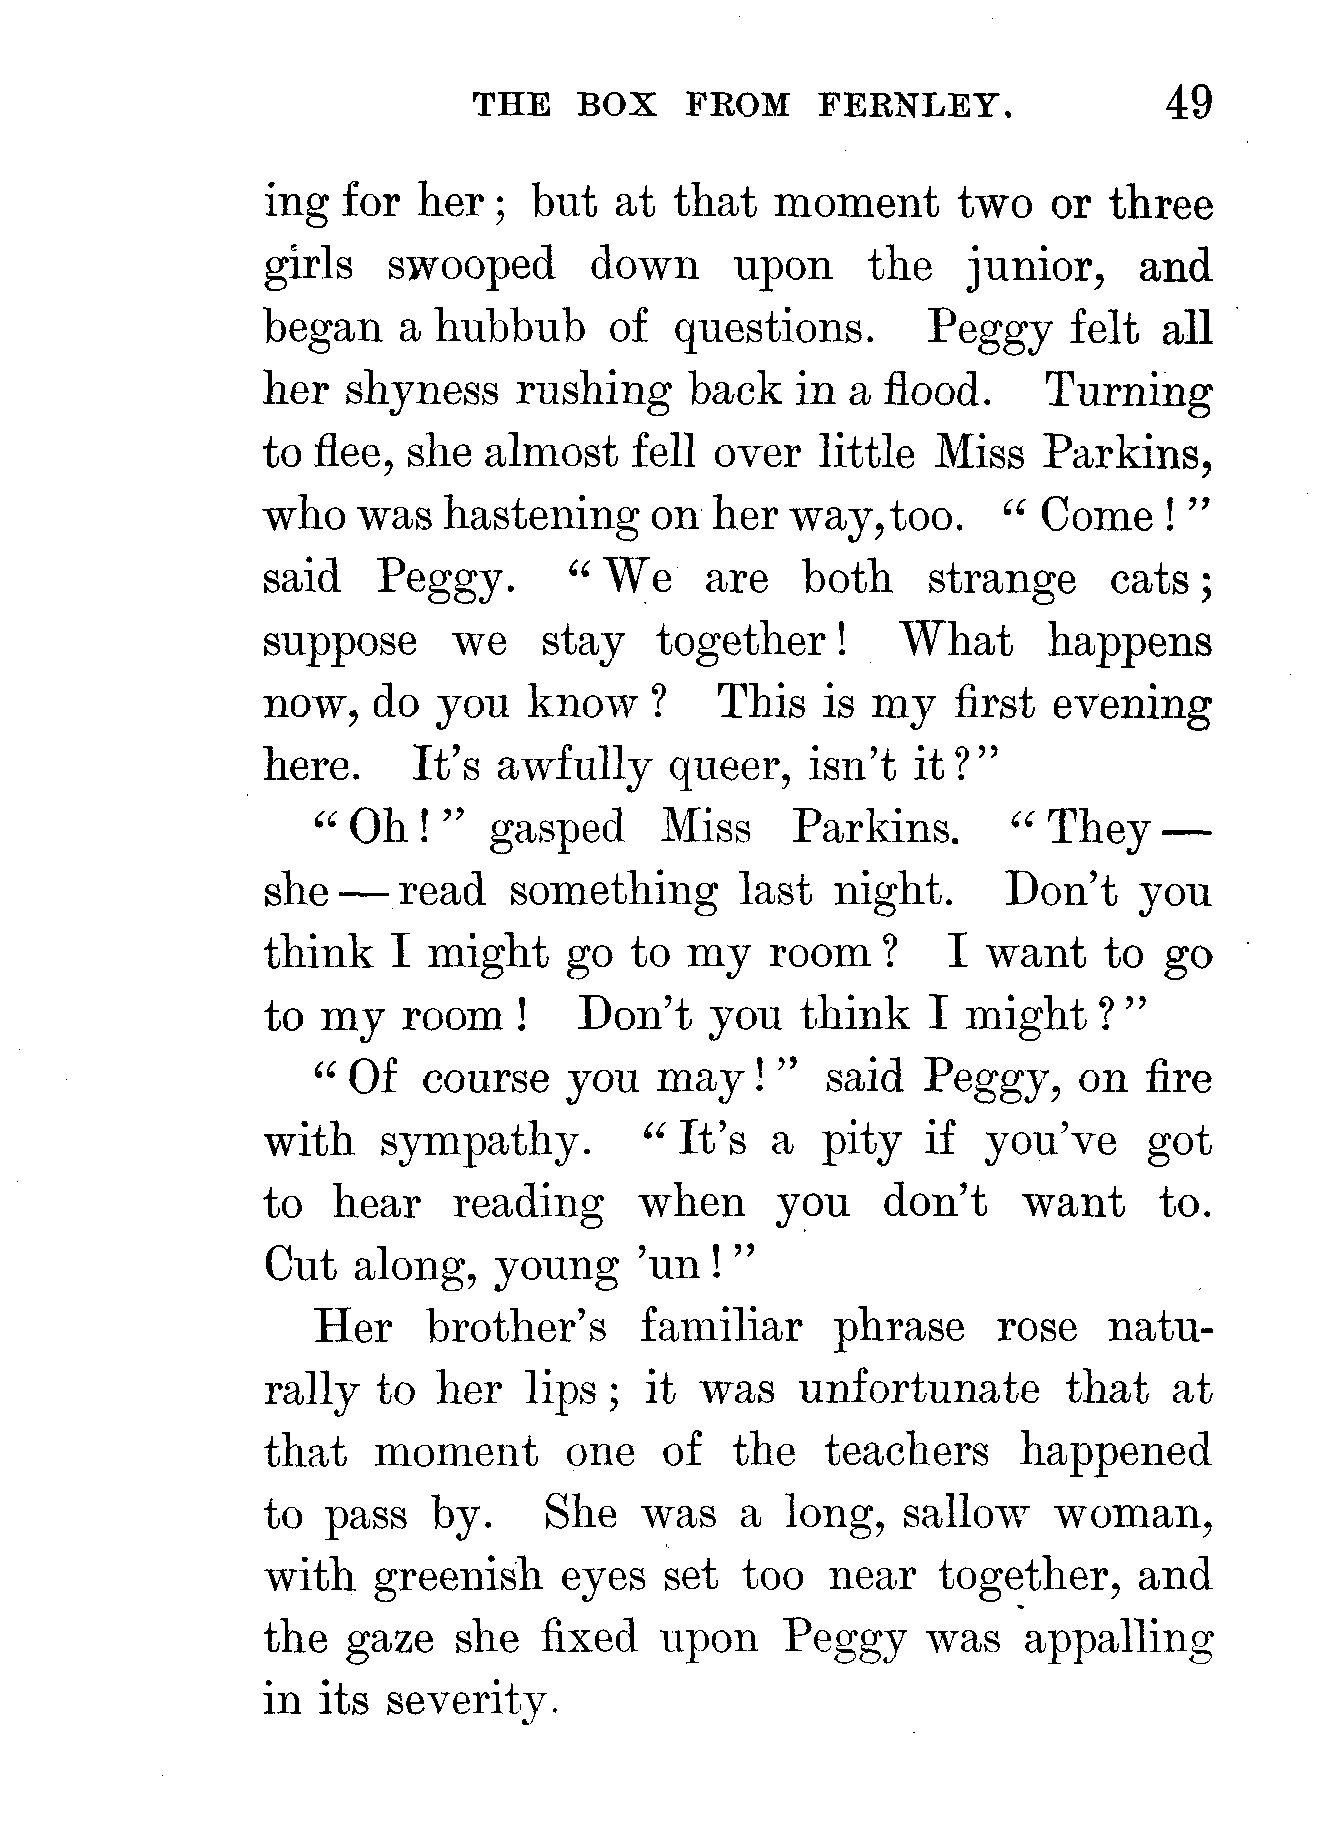 THE BOX FROM FERNLEY. 49
ing for her; but at that moment two or three
girls swooped down upon the junior, and
began a hubbub of questions. Peggy felt all
her shyness rushing back in a flood. Turning
to flee, she almost fell over little Miss Parkins,
who was hastening on her way, too. “Come!”
said Peggy. “We are both strange cats;
suppose we stay together! What happens
now, do you know? This is my first evening
here. It’s awfully queer, isn’t it?”
“Oh!” gasped Miss Parkins. “They —
she — read something last night. Don’t you
think I might go to my room? I want to go
to my room! Don’t you think I might?”
“Of course you may!” said Peggy, on fire
with sympathy. “It’s a pity if you’ve got
to hear reading when you don’t want to.
Cut along, young ’un!”
Her brother’s familiar phrase rose natu-
rally to her lips; it was unfortunate that at
that moment one of the teachers happened
to pass by. She was a long, sallow woman,
with greenish eyes set too near together, and
the gaze she fixed upon Peggy was appalling
in its severity.